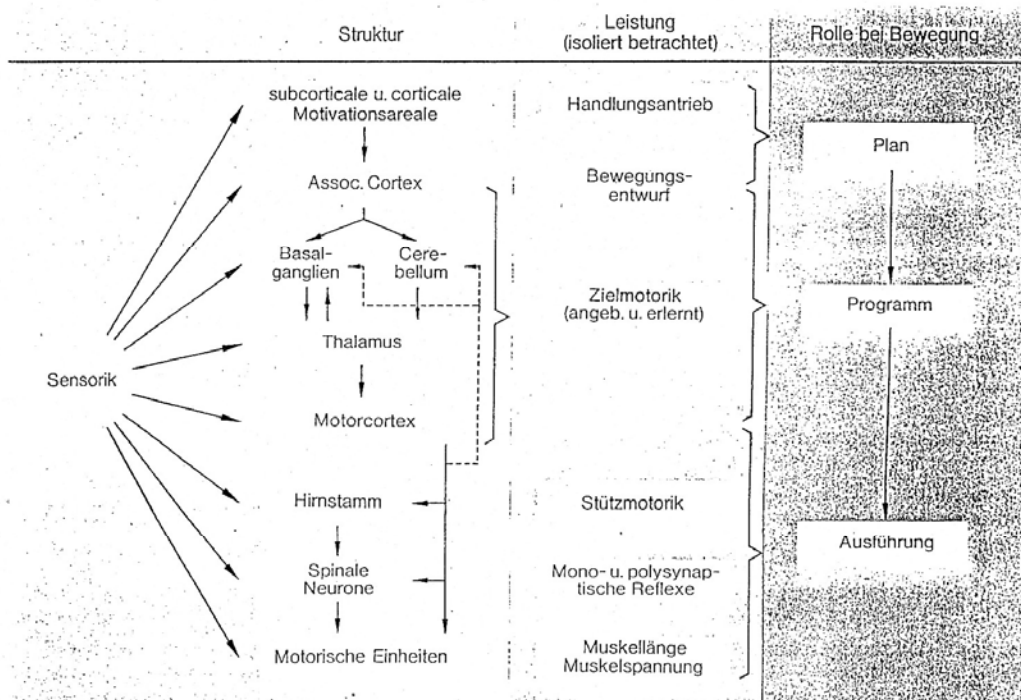 Struktur
Leistung
(isoliert betrachtet)
Rolle bei Bewegung
subcorticale u. corticale
Motivationsareale
Handlungsantrieb
Plan
Assoc. Cortex
Bewegungs-
entwurf
Basal-
ganglien
Cere-
bellum
Zielmotorik
(angeb. u. erlernt)
Programm
Thalamus
Sensorik
Motorcortex
Hirnstamm
Stützmotorik
Ausführung
Spinale
Neurone
Mono- u. polysynap-
tische Reflexe
Motorische Einheiten
Muskellänge
Muskelspannung